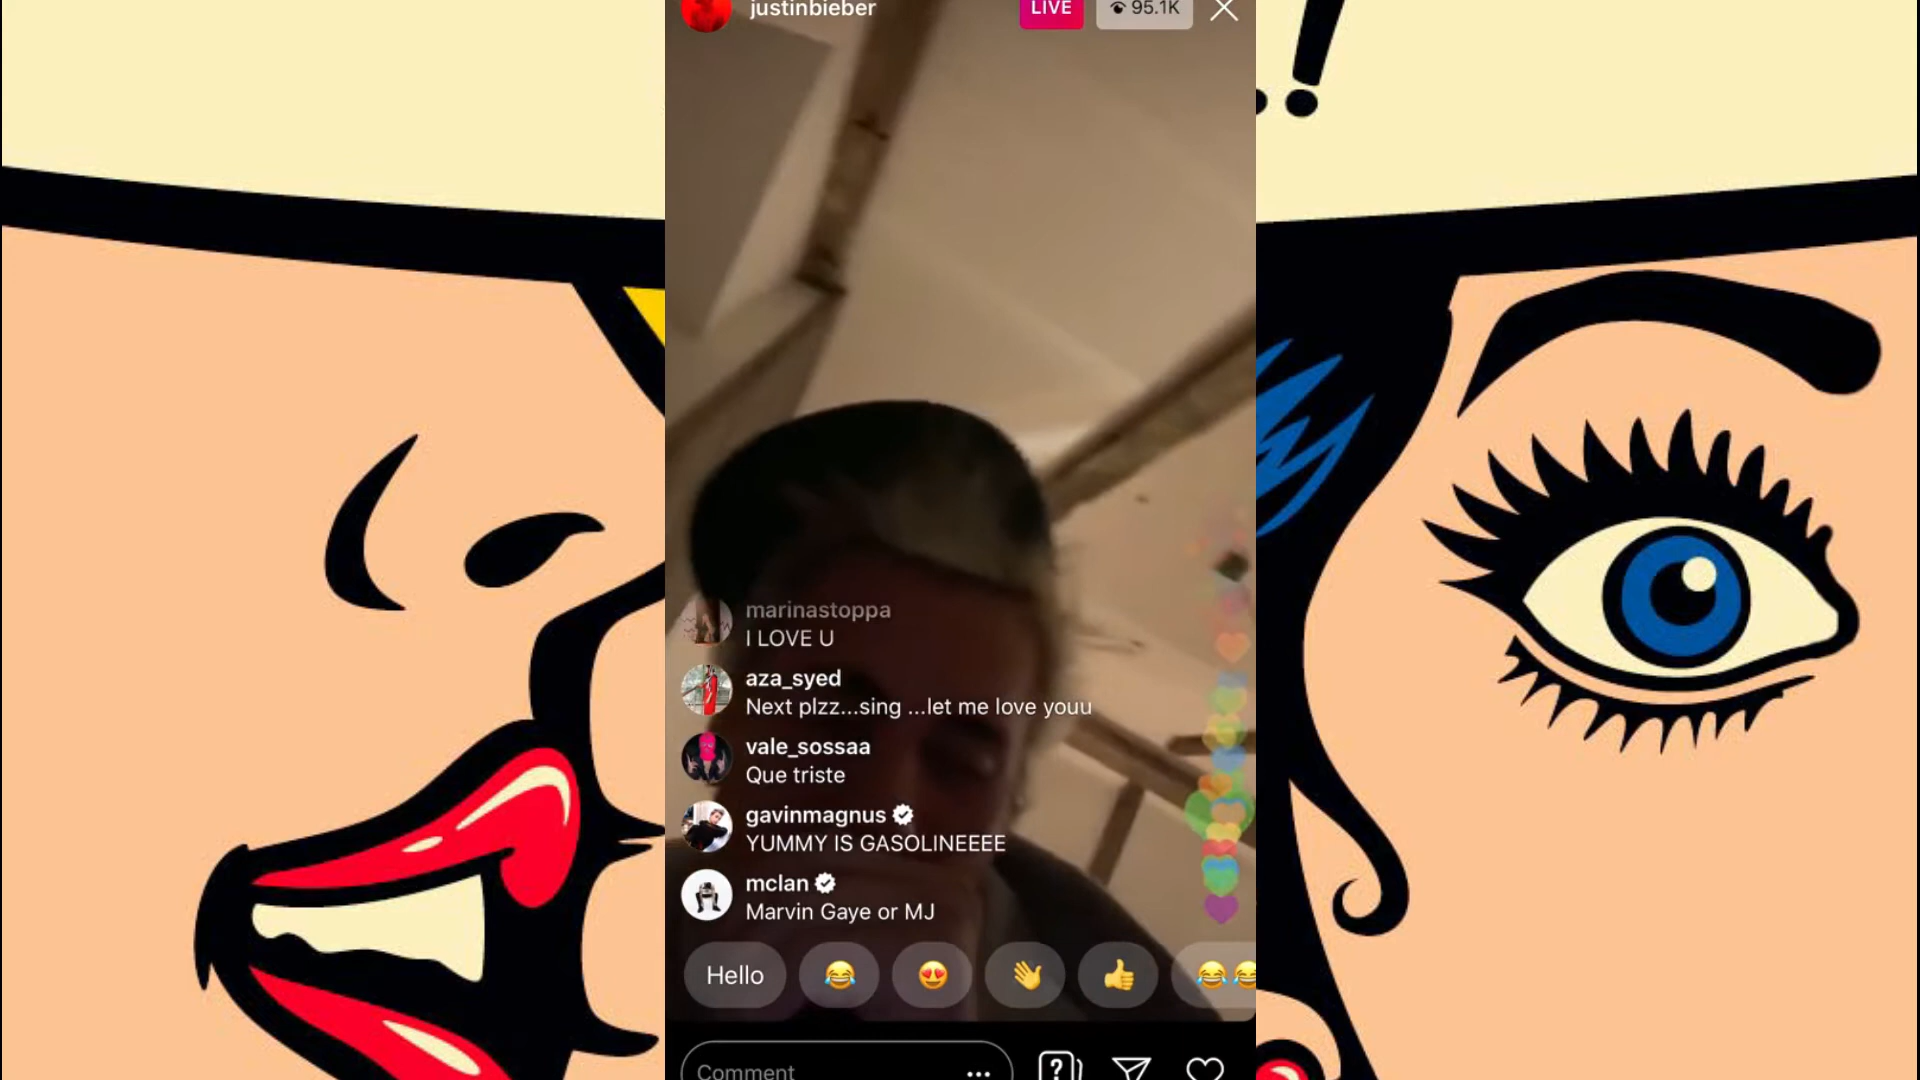 justinbieber
LIVE
95.1K
!
marinastoppa
I LOVE U
aza_syed
Next plzz...sing ...let me love youu
vale_sossaa
Que triste
gavinmagnus
YUMMY IS GASOLINEEEE
mclan
Marvin Gaye or MJ
Hello
Comment